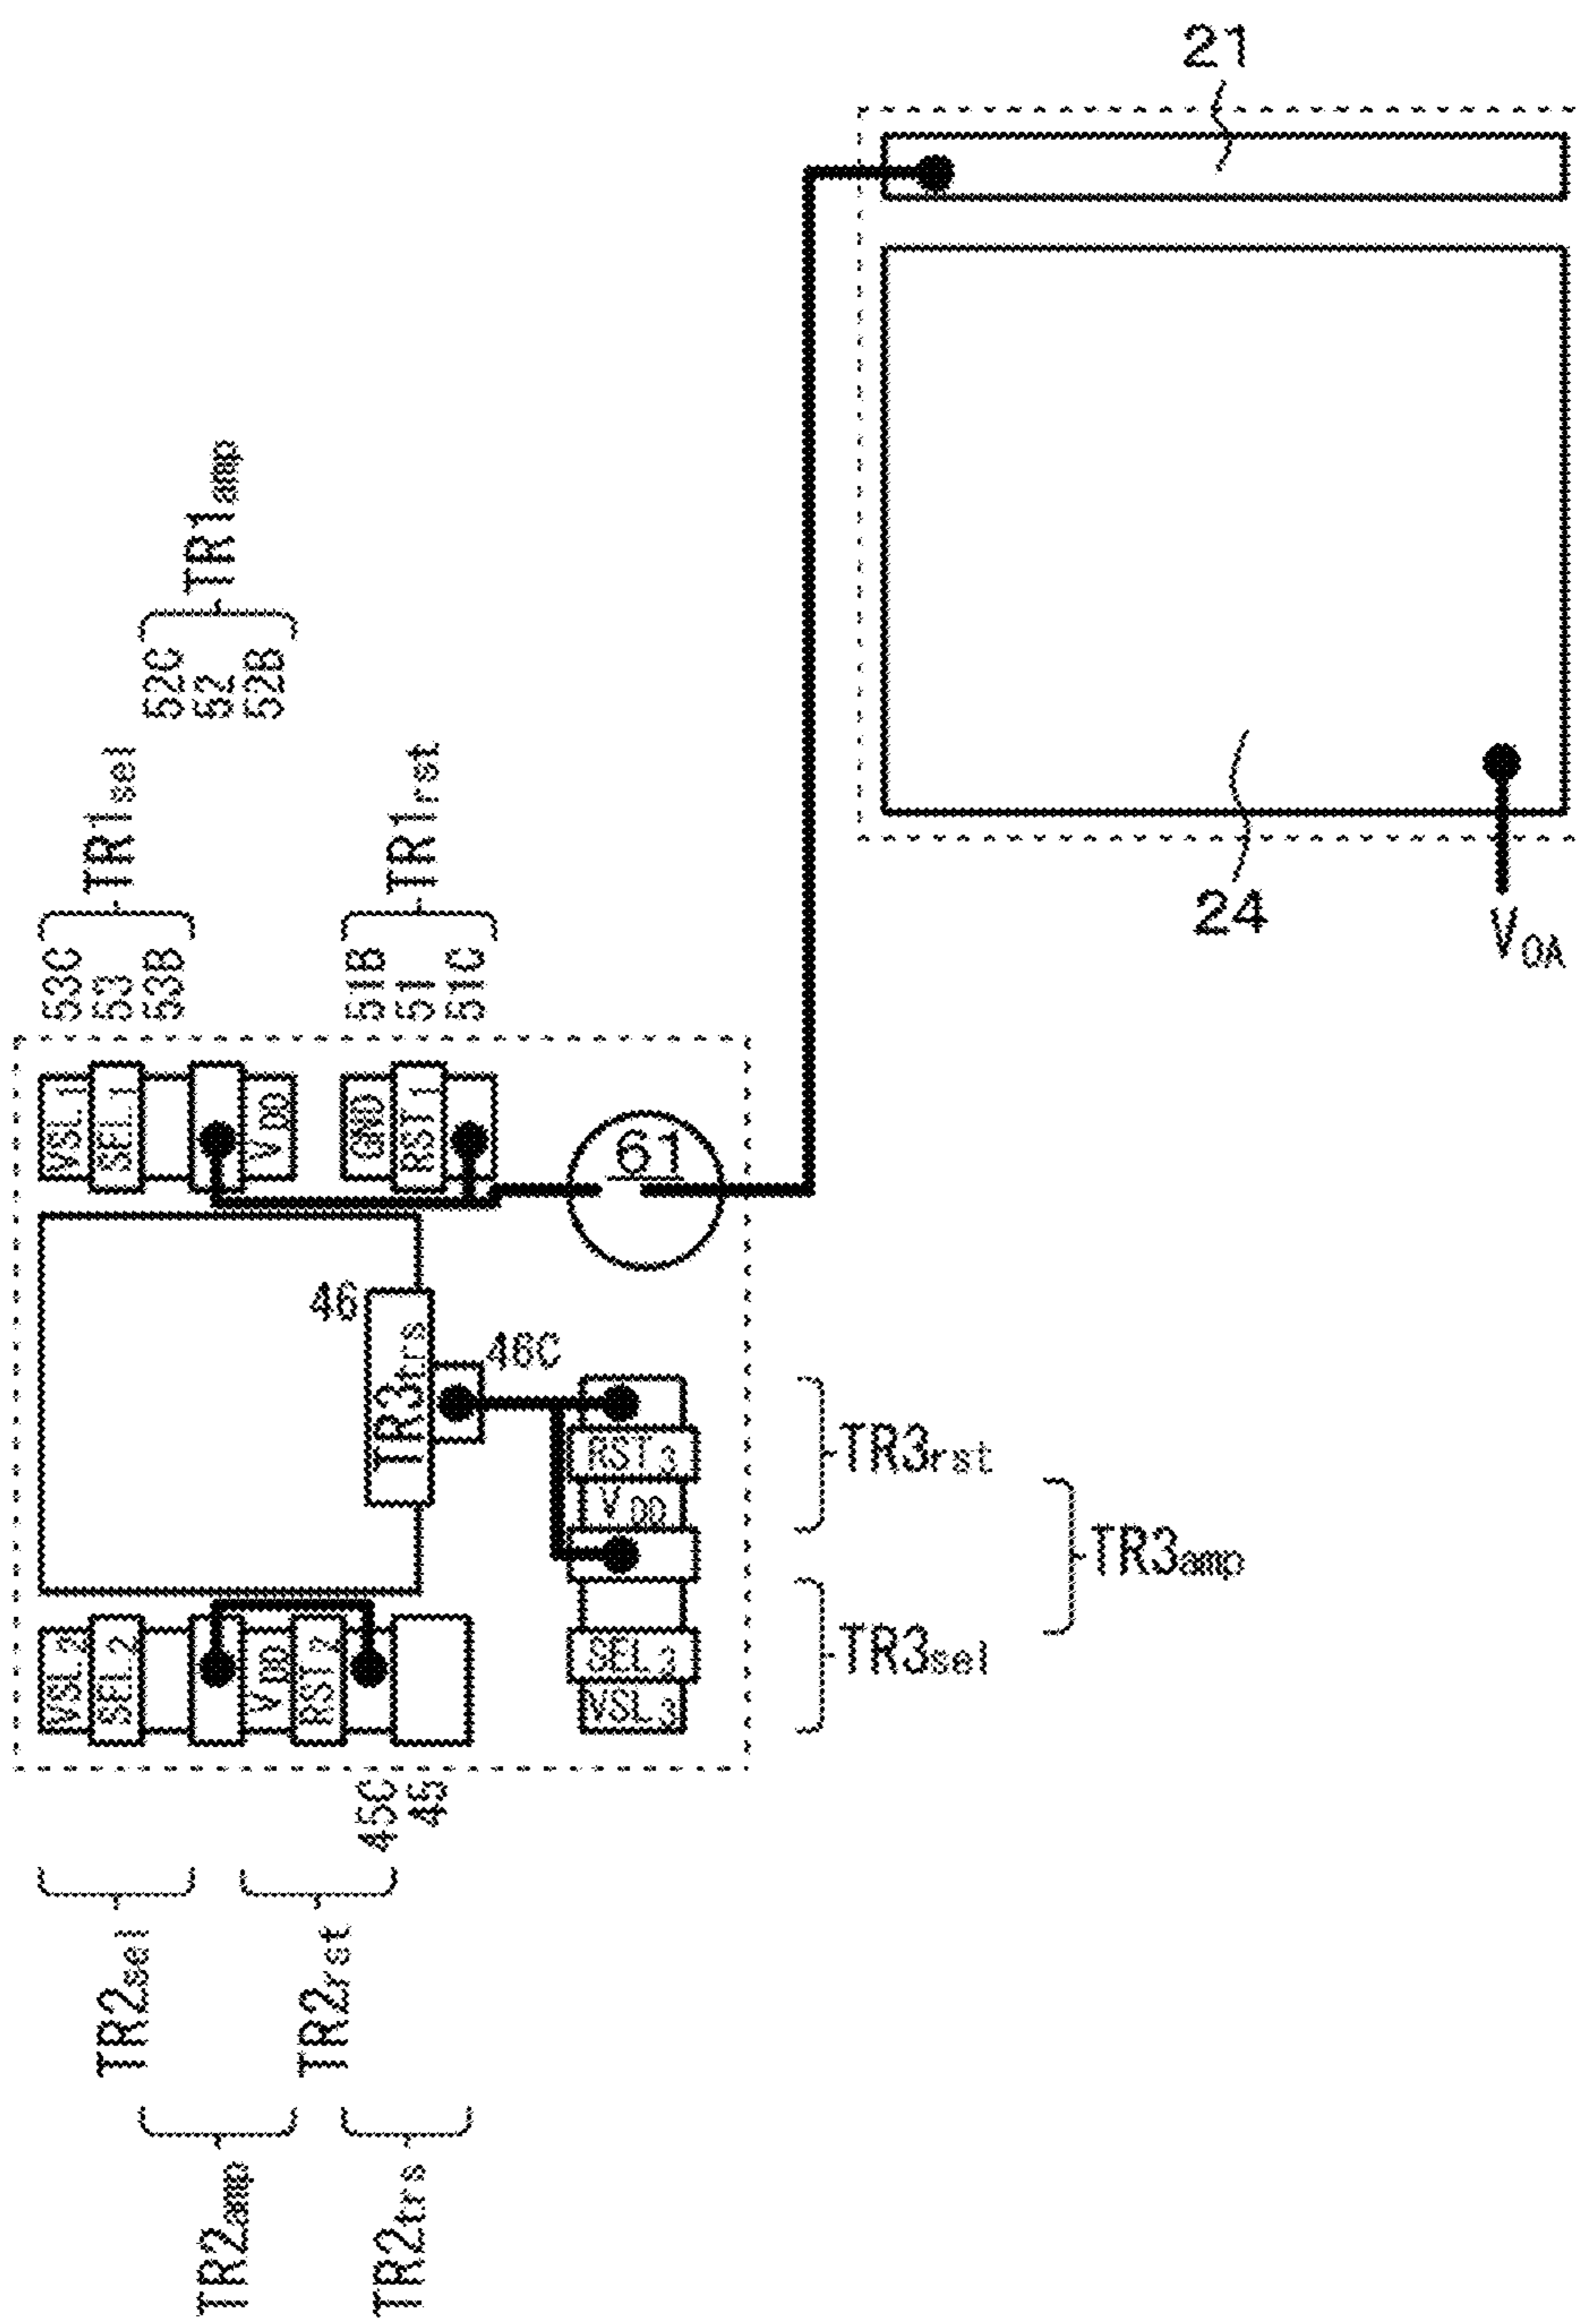 21
TR1amp
52C
52
52B
TR1sel
TR1rst
53C
53
53B
51B
51
51C
24
VOA
VSL1
SEL1
VDD
GND
RST1
61
46
TR3trs
46C
RST3
VDD
SEL3
VSL3
TR3rst
TR3amp
TR3sel
VSL2
SEL2
VDD
RST2
45C
45
TR2sel
TR2rst
TR2amp
TR2trs